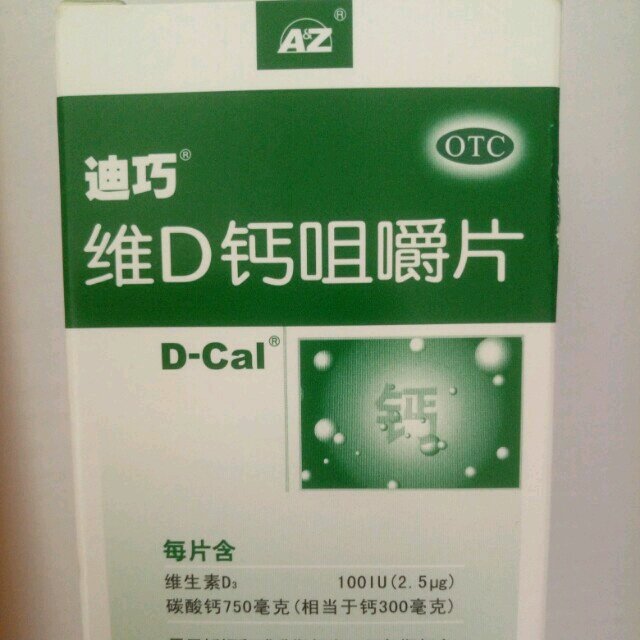 A&Z®
OTC
迪巧®
维D钙咀嚼片
D-Cal®
钙
每片含
维生素D₃ 100IU(2.5μg)
碳酸钙750毫克(相当于钙300毫克)